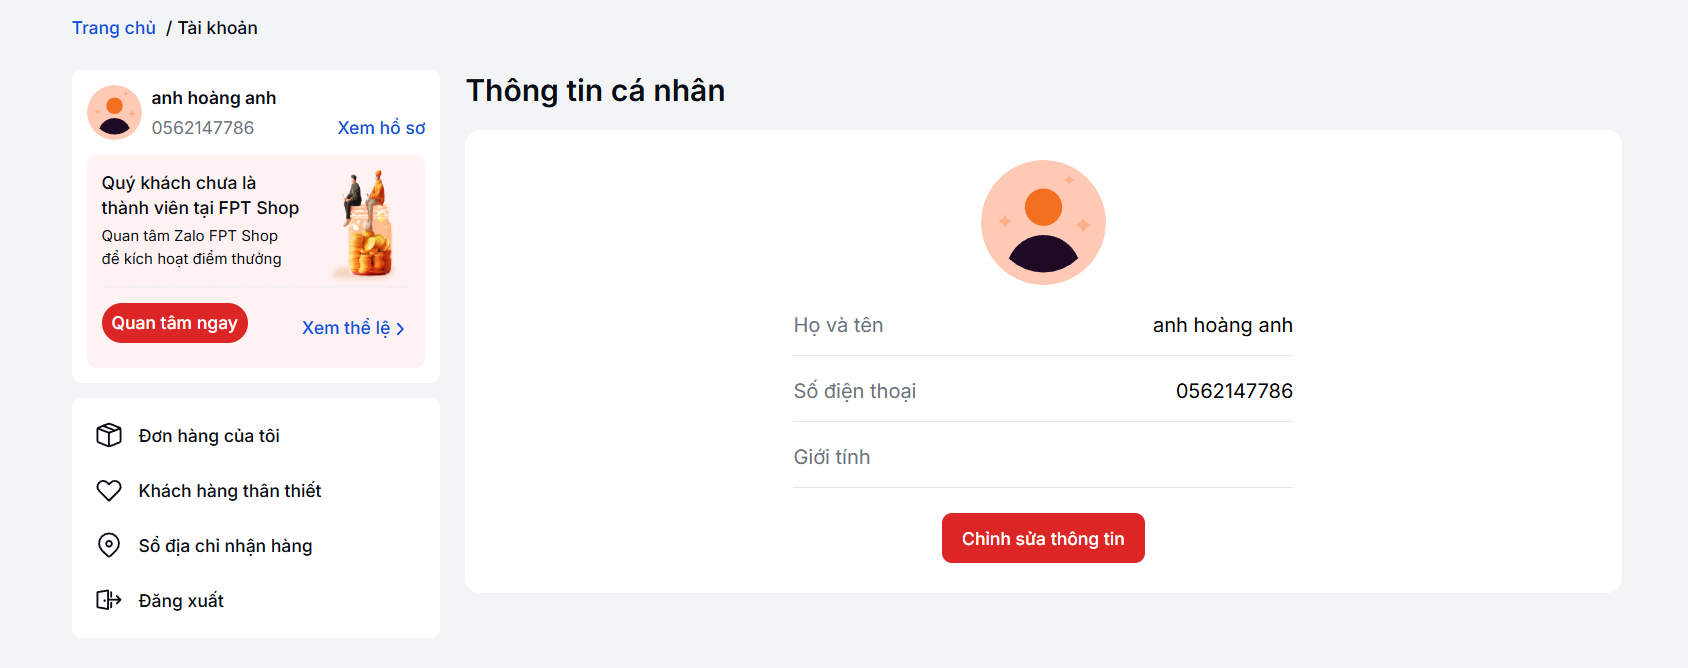 Trang chủ / Tài khoản
anh hoàng anh
0562147786
Xem hồ sơ
Quý khách chưa là
thành viên tại FPT Shop
Quan tâm Zalo FPT Shop
để kích hoạt điểm thưởng
Quan tâm ngay
Xem thể lệ
Đơn hàng của tôi
Khách hàng thân thiết
Sổ địa chỉ nhận hàng
Đăng xuất
Thông tin cá nhân
Họ và tên anh hoàng anh
Số điện thoại 0562147786
Giới tính
Chỉnh sửa thông tin